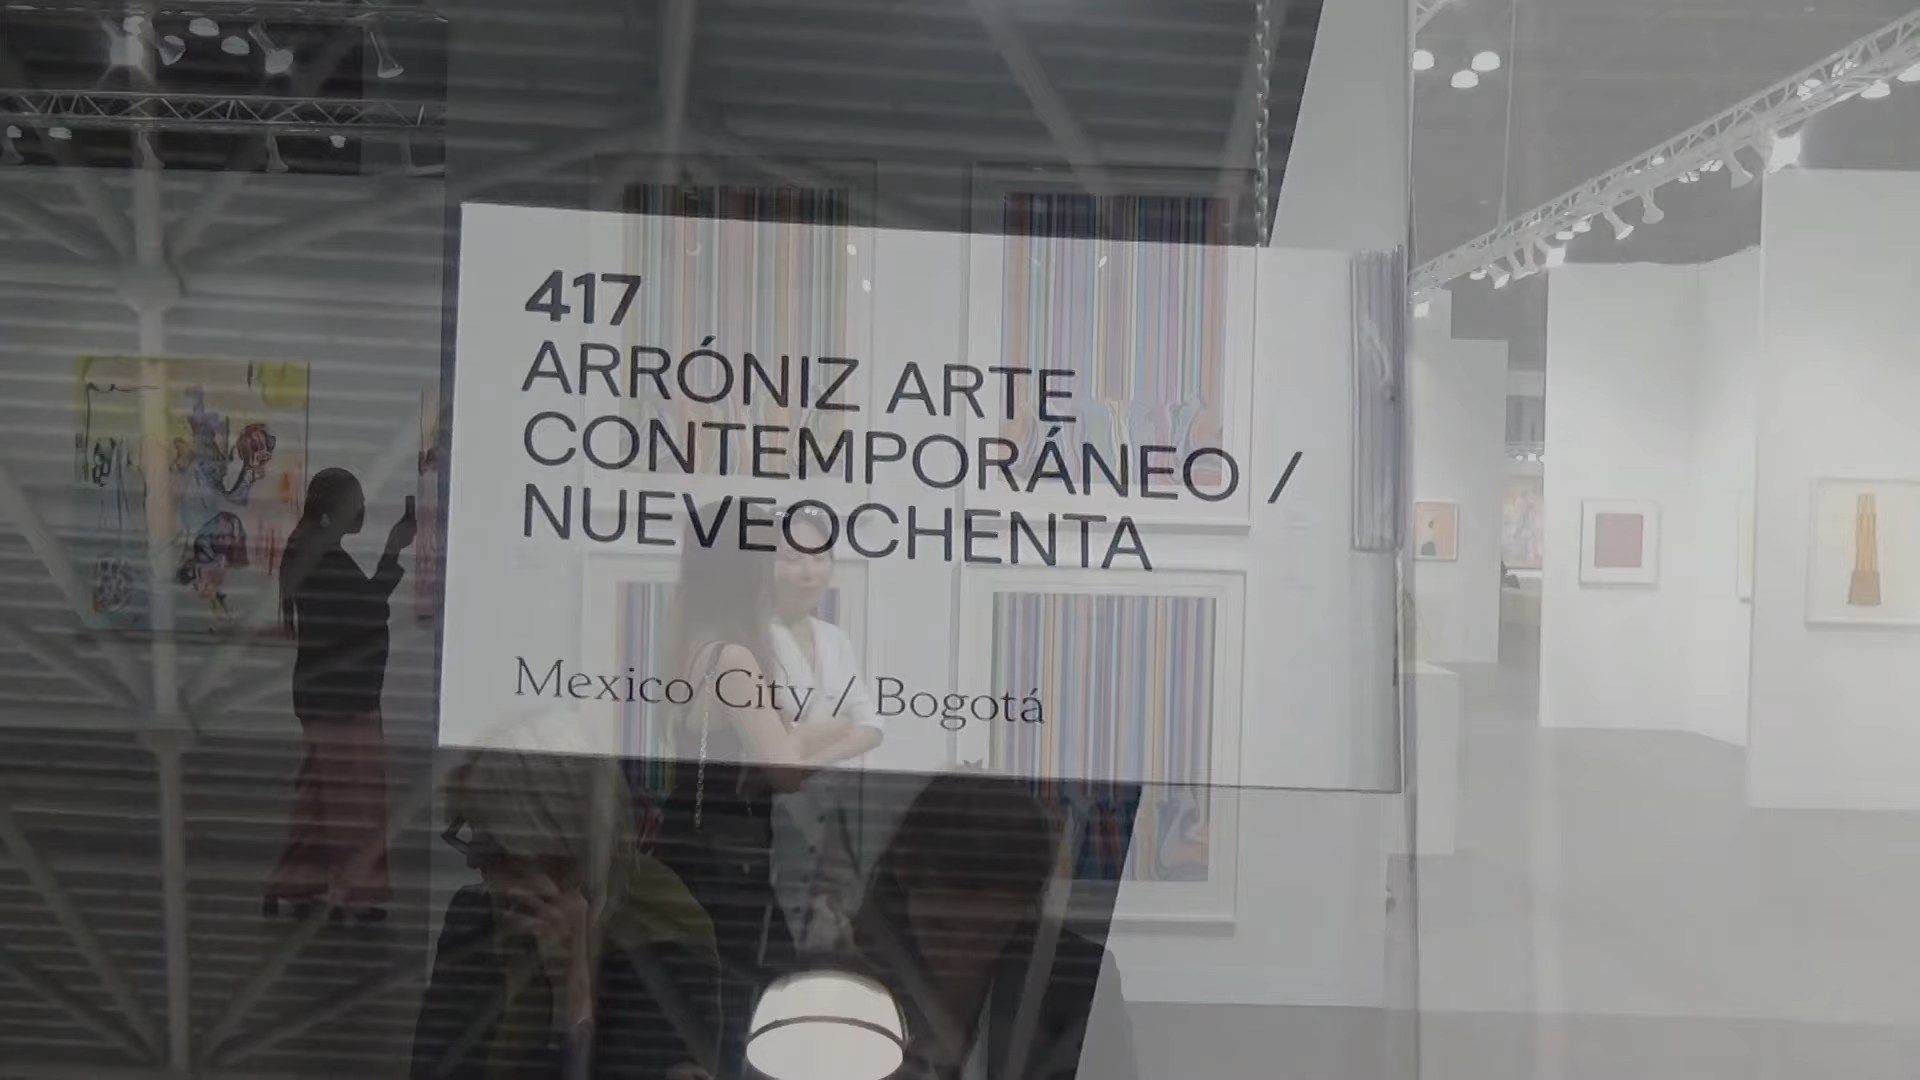 417
ARRÓNIZ ARTE
CONTEMPORÁNEO /
NUEVEOCHENTA
Mexico City / Bogotá